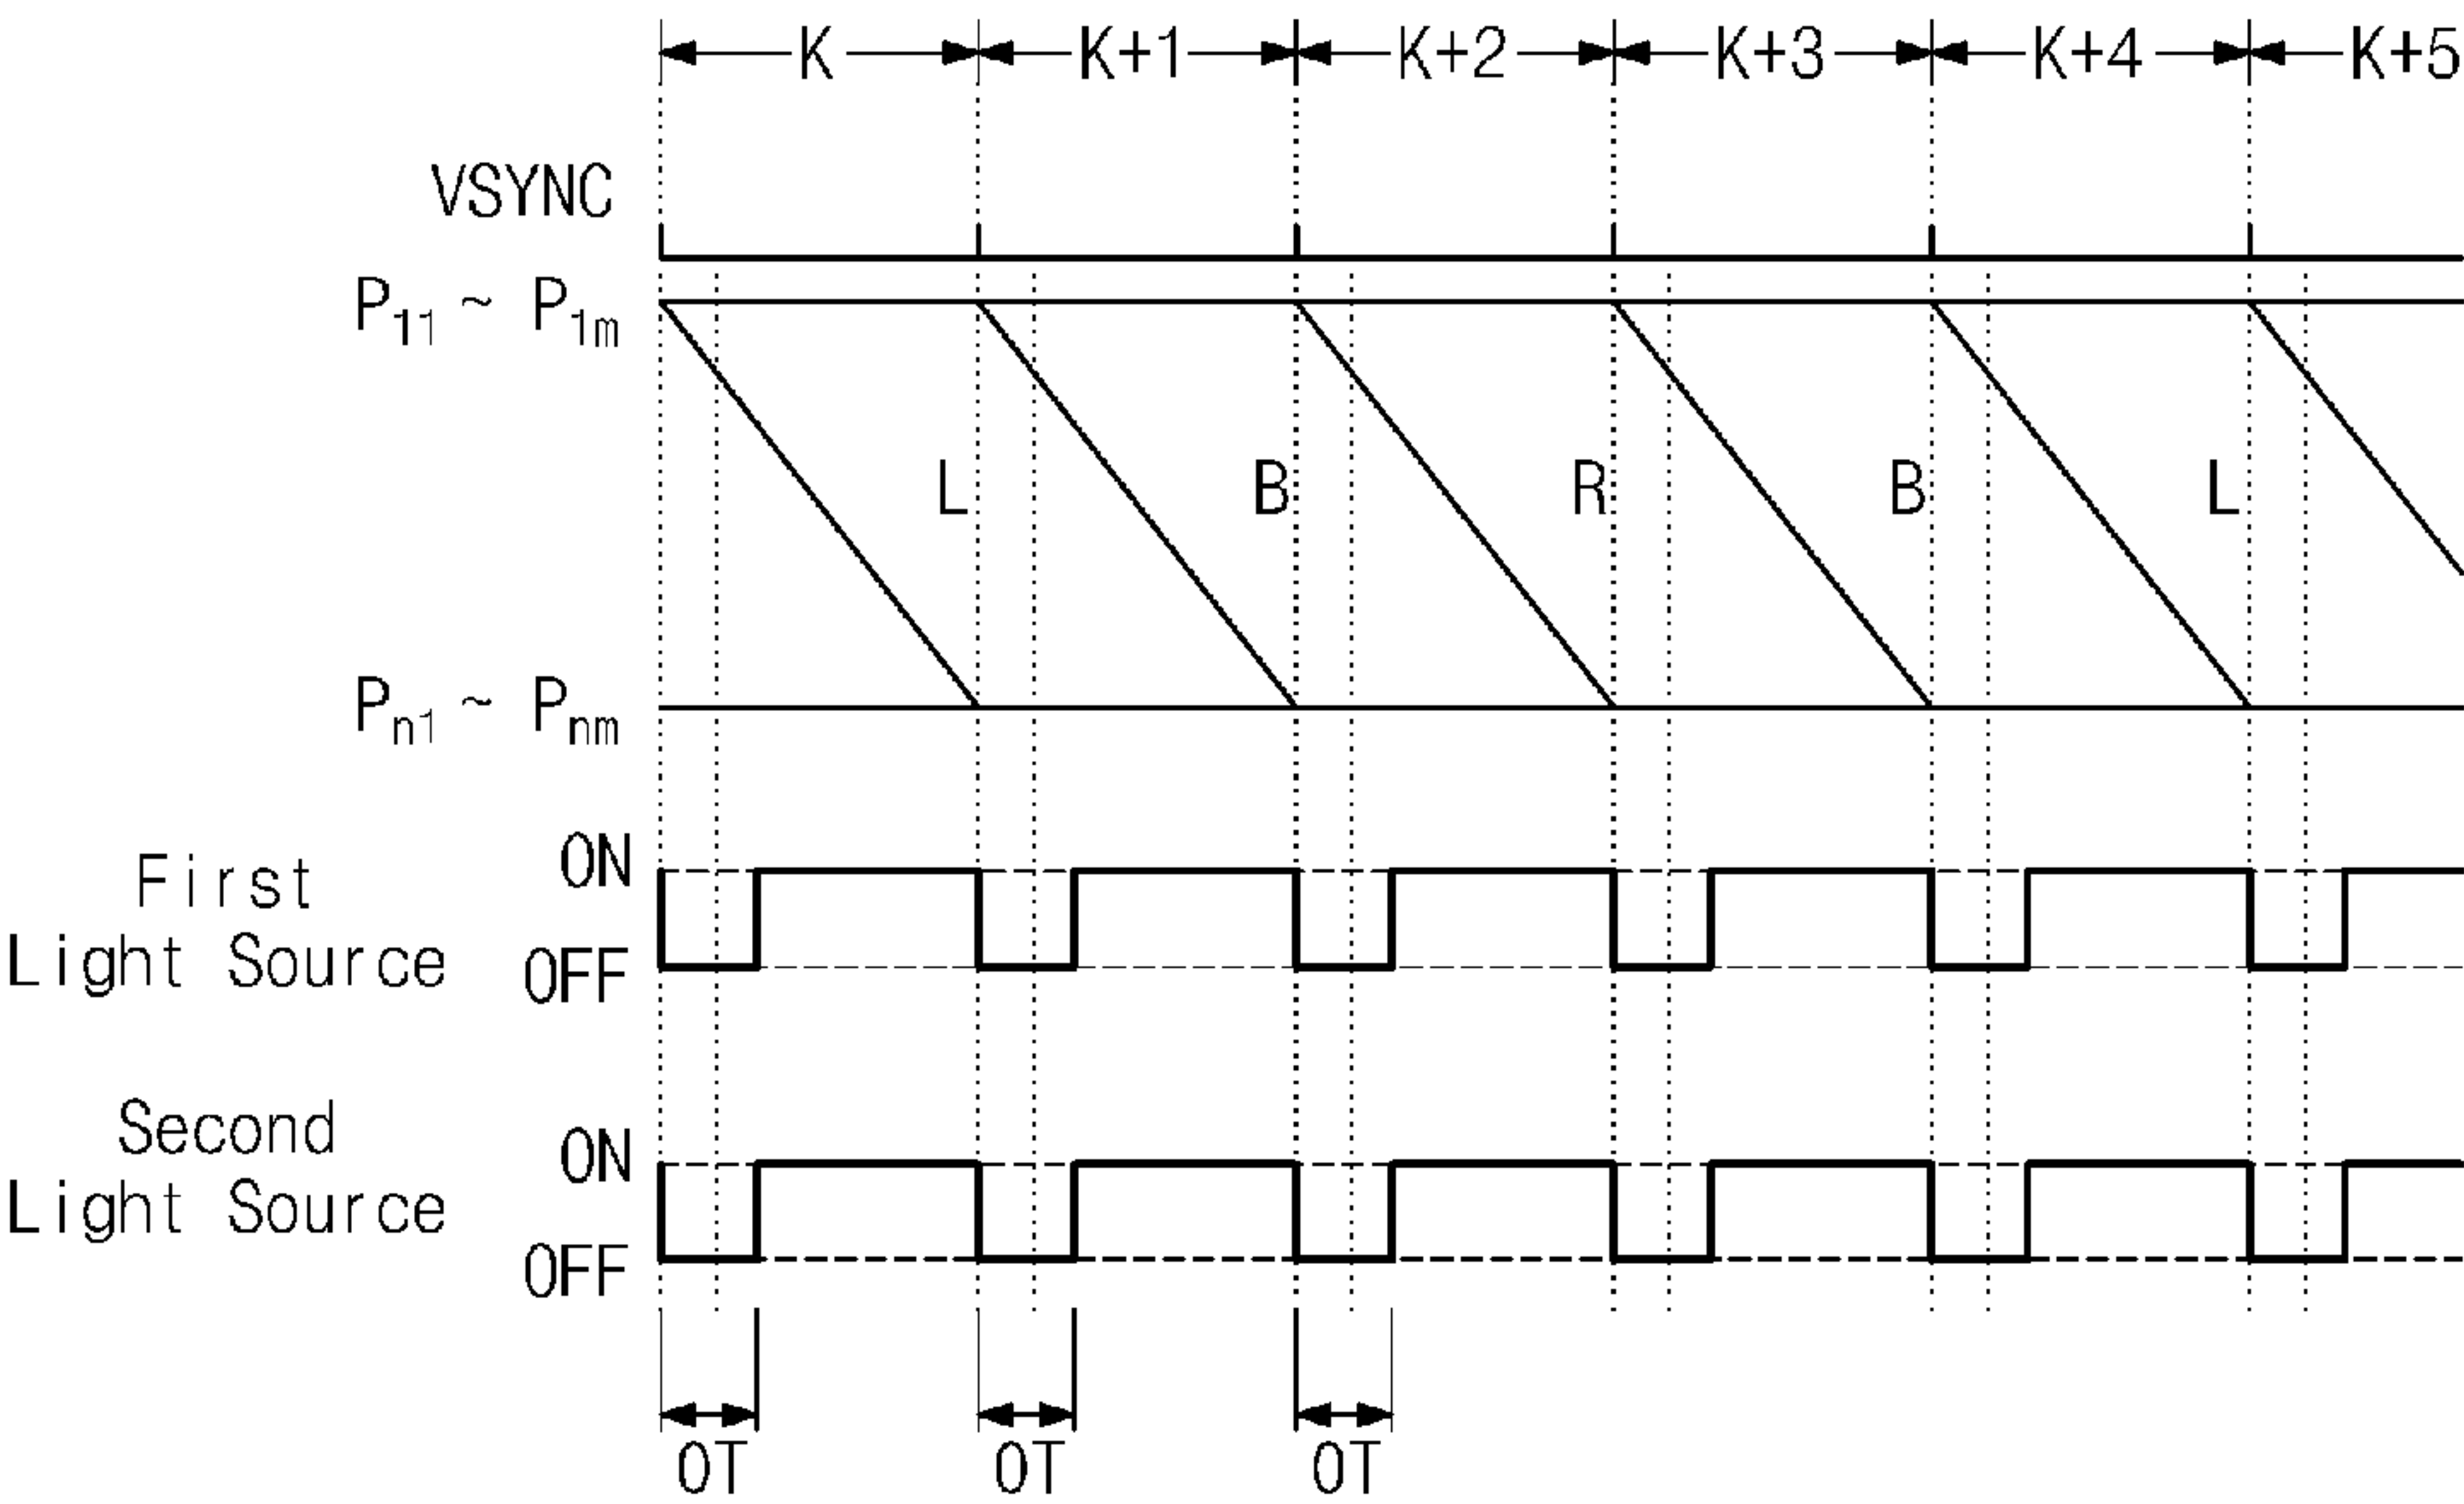 K K+1 K+2 K+3 K+4 K+5
VSYNC
P11 ~ P1m
L B R B L
Pn1 ~ Pnm
First
Light Source
ON
OFF
Second
Light Source
ON
OFF
OT OT OT